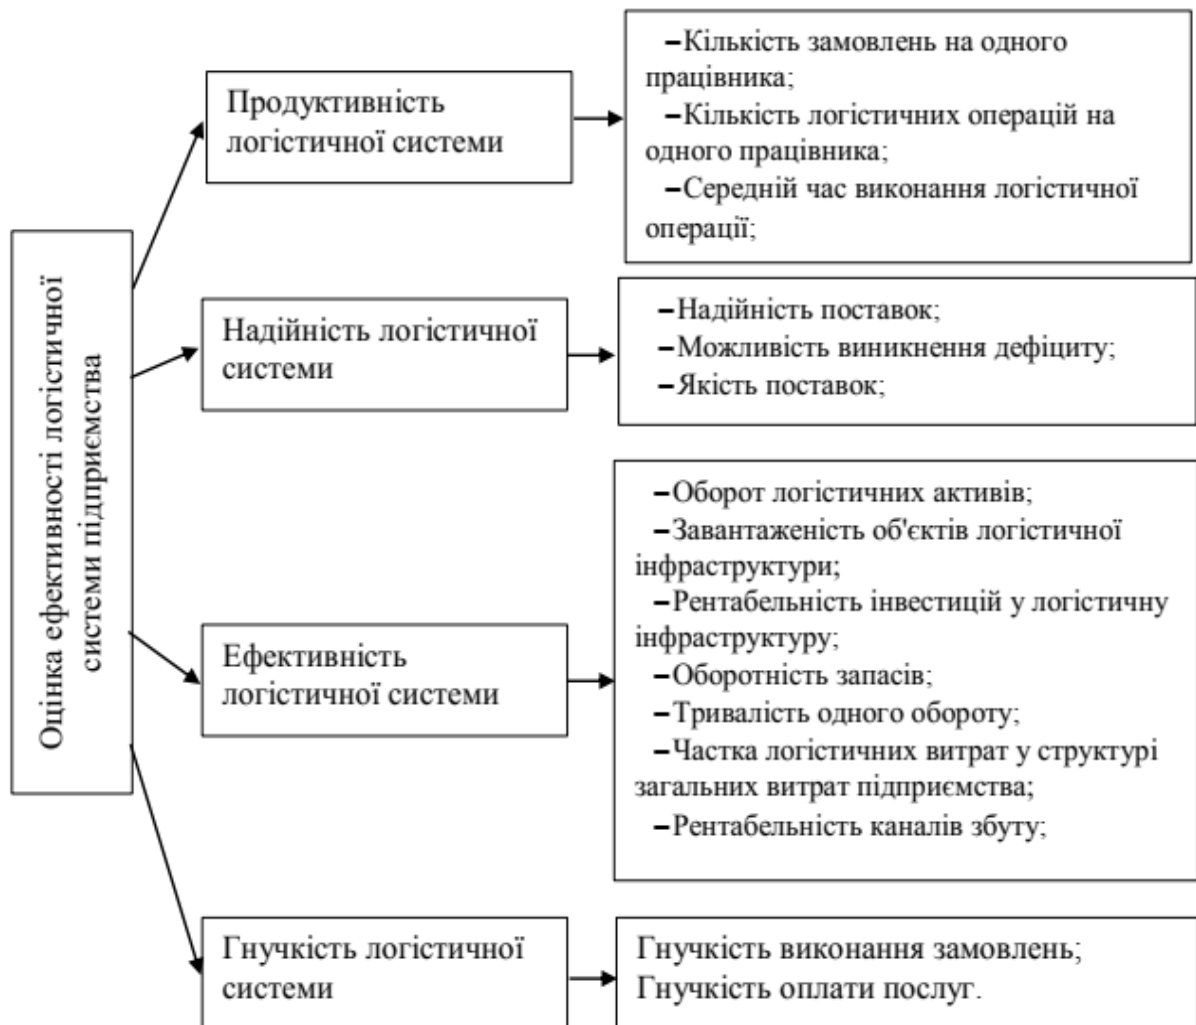 Оцінка ефективності логістичної
системи підприємства
Продуктивність
логістичної системи
–Кількість замовлень на одного
працівника;
–Кількість логістичних операцій на
одного працівника;
–Середній час виконання логістичної
операції;
Надійність логістичної
системи
–Надійність поставок;
–Можливість виникнення дефіциту;
–Якість поставок;
Ефективність
логістичної системи
–Оборот логістичних активів;
–Завантаженість об'єктів логістичної
інфраструктури;
–Рентабельність інвестицій у логістичну
інфраструктуру;
–Оборотність запасів;
–Тривалість одного обороту;
–Частка логістичних витрат у структурі
загальних витрат підприємства;
–Рентабельність каналів збуту;
Гнучкість логістичної
системи
Гнучкість виконання замовлень;
Гнучкість оплати послуг.